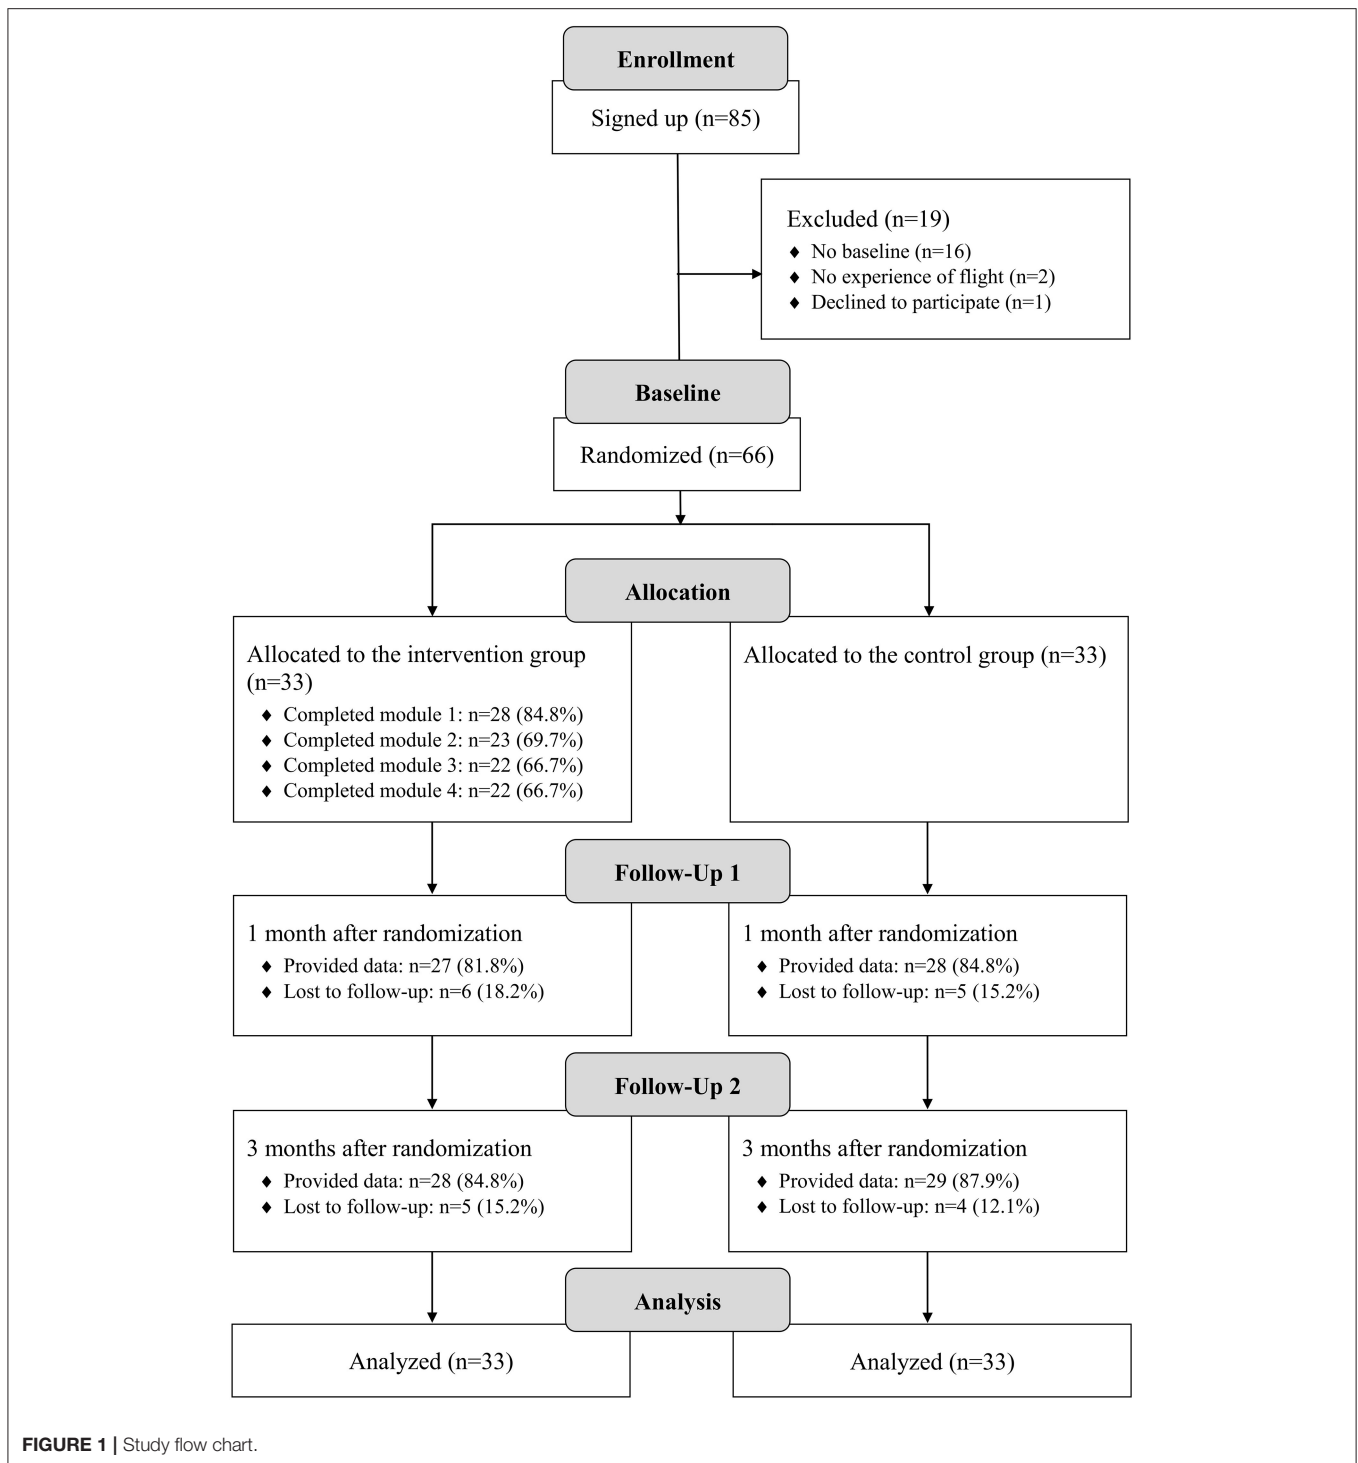 Enrollment
Signed up (n=85)
Excluded (n=19)
♦ No baseline (n=16)
♦ No experience of flight (n=2)
♦ Declined to participate (n=1)
Baseline
Randomized (n=66)
Allocation
Allocated to the intervention group
(n=33)
♦ Completed module 1: n=28 (84.8%)
♦ Completed module 2: n=23 (69.7%)
♦ Completed module 3: n=22 (66.7%)
♦ Completed module 4: n=22 (66.7%)
Allocated to the control group (n=33)
Follow-Up 1
1 month after randomization
♦ Provided data: n=27 (81.8%)
♦ Lost to follow-up: n=6 (18.2%)
1 month after randomization
♦ Provided data: n=28 (84.8%)
♦ Lost to follow-up: n=5 (15.2%)
Follow-Up 2
3 months after randomization
♦ Provided data: n=28 (84.8%)
♦ Lost to follow-up: n=5 (15.2%)
3 months after randomization
♦ Provided data: n=29 (87.9%)
♦ Lost to follow-up: n=4 (12.1%)
Analysis
Analyzed (n=33)
Analyzed (n=33)
FIGURE 1 | Study flow chart.